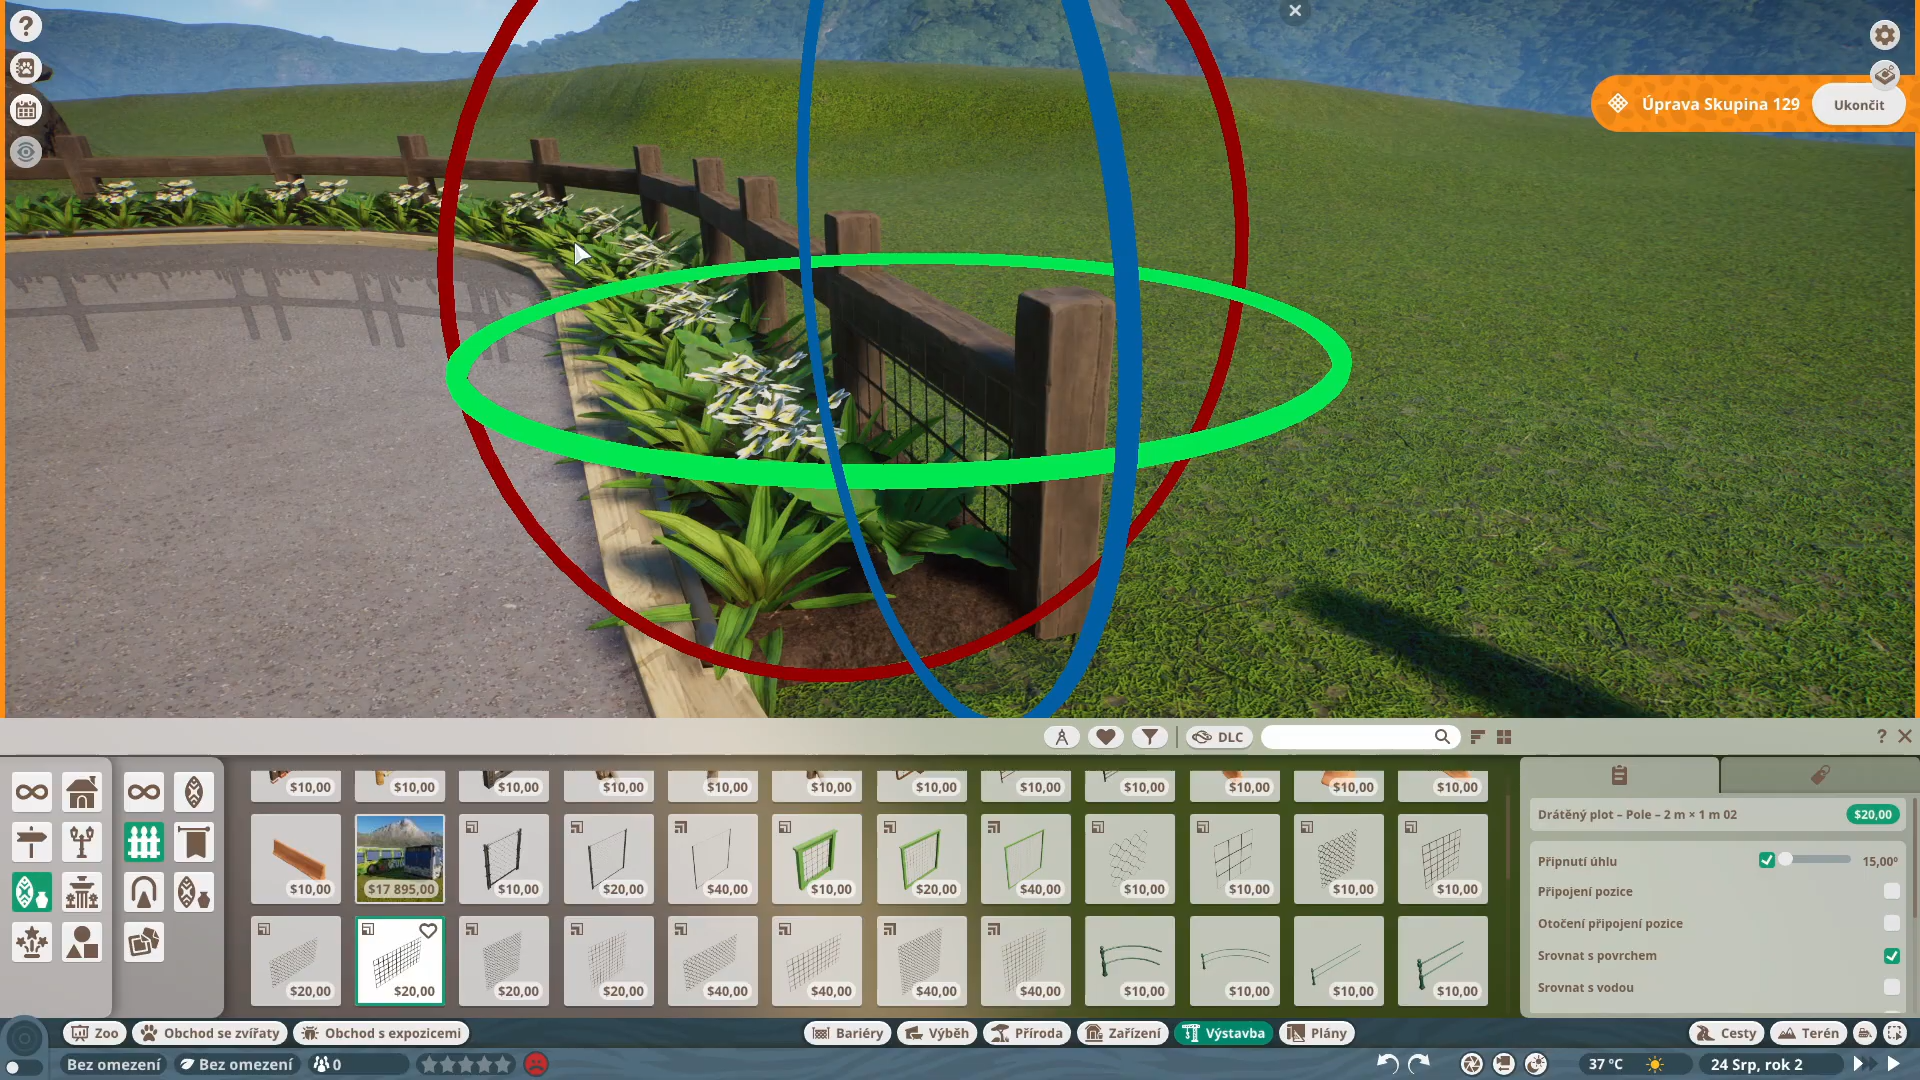 ?
Úprava Skupina 129
Ukončit
DLC
?
$10,00 $10,00 $10,00 $10,00 $10,00 $10,00 $10,00 $10,00 $10,00 $10,00 $10,00 $10,00
$10,00 $17 895,00 $10,00 $20,00 $40,00 $10,00 $20,00 $40,00 $10,00 $10,00 $10,00 $10,00
$20,00 $20,00 $20,00 $20,00 $40,00 $40,00 $40,00 $40,00 $10,00 $10,00 $10,00 $10,00
Drátěný plot – Pole – 2 m × 1 m 02 $20,00
Připnutí úhlu 15,00°
Připojení pozice
Otočení připojení pozice
Srovnat s povrchem
Srovnat s vodou
Zoo Obchod se zvířaty Obchod s expozicemi Bariéry Výběh Příroda Zařízení Výstavba Plány Cesty Terén
Bez omezení Bez omezení 0 37 °C 24 Srp, rok 2